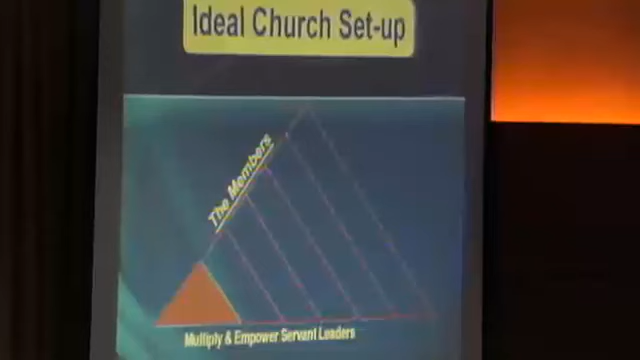 Ideal Church Set-up
The Members
Multiply & Empower Servant Leaders